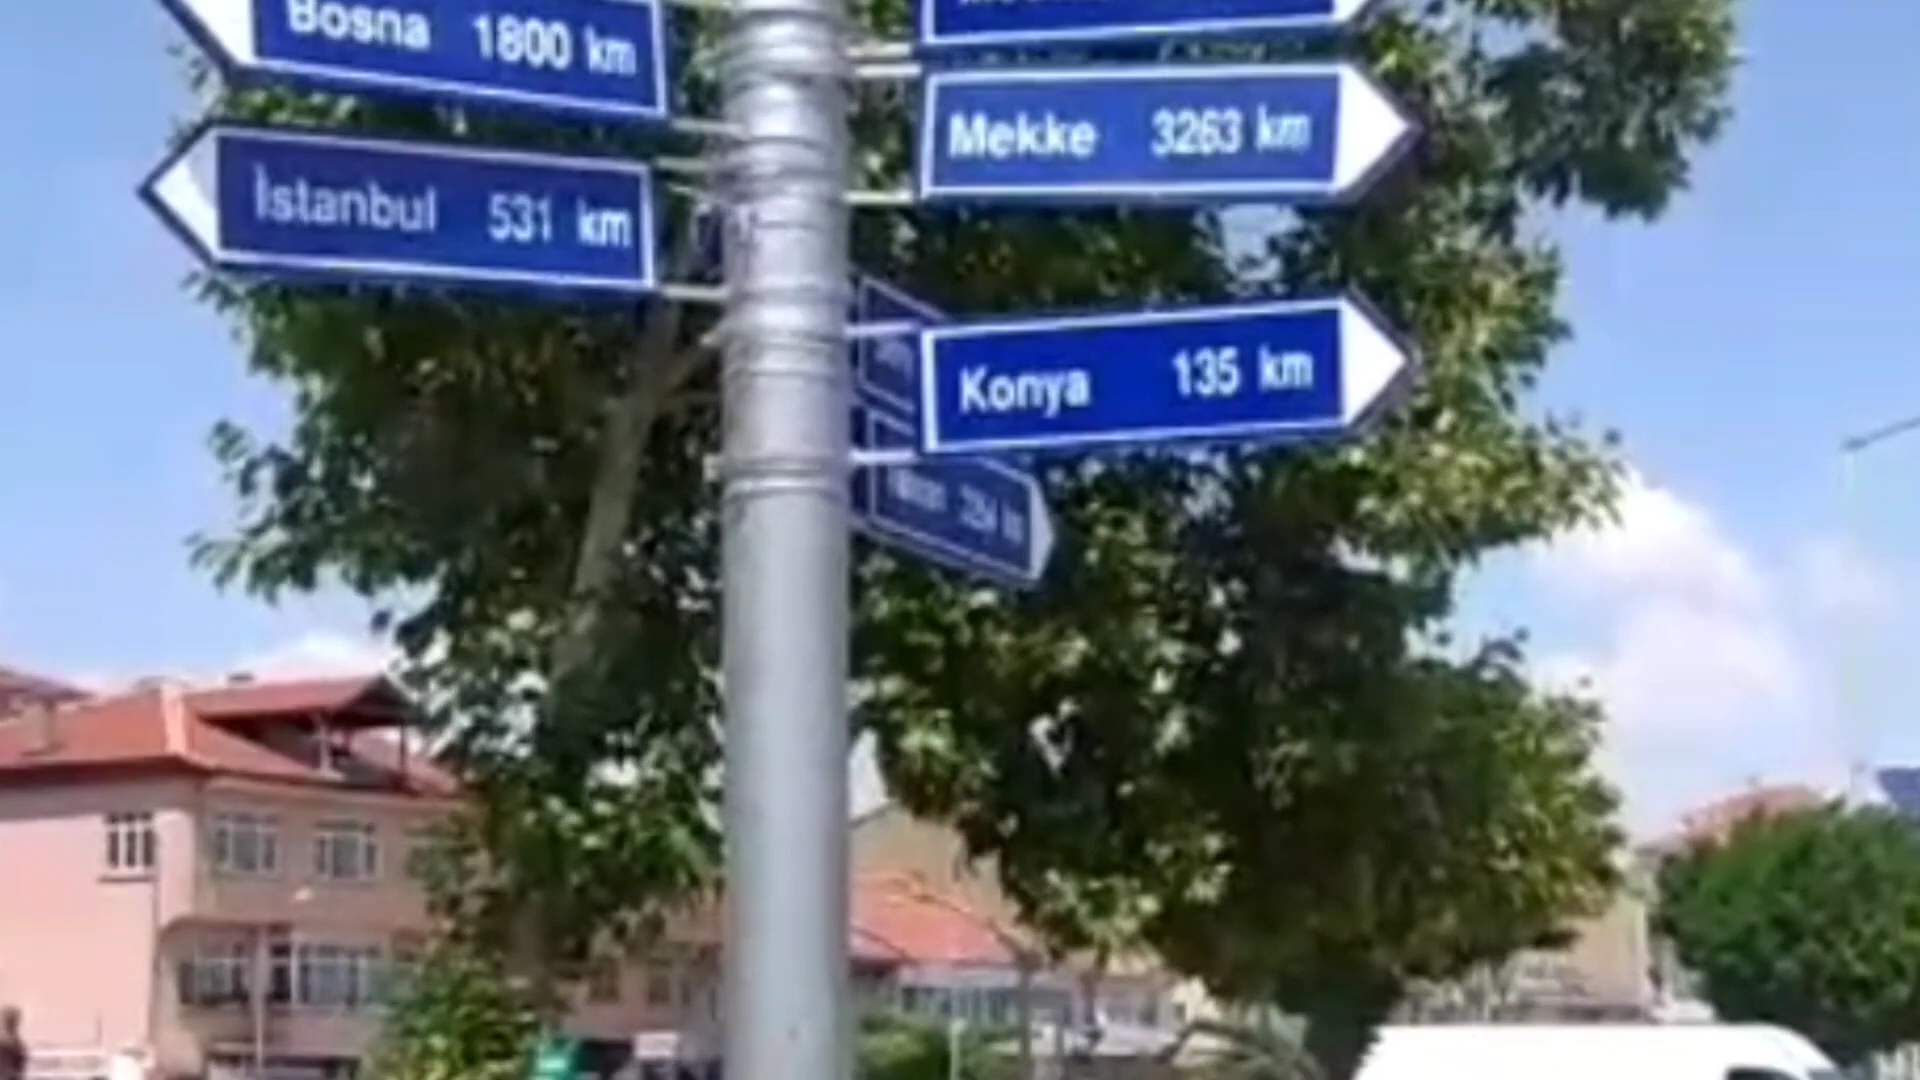 Bosna 1800 km
Mekke 3263 km
İstanbul 531 km
Konya 135 km